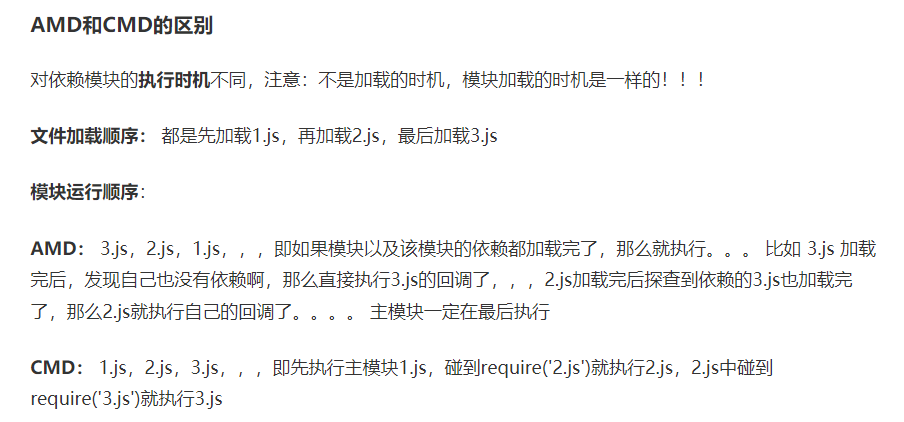 AMD和CMD的区别
对依赖模块的执行时机不同，注意：不是加载的时机，模块加载的时机是一样的！！！
文件加载顺序： 都是先加载1.js，再加载2.js，最后加载3.js
模块运行顺序：
AMD： 3.js，2.js，1.js，，，即如果模块以及该模块的依赖都加载完了，那么就执行。。。 比如 3.js 加载
完后，发现自己也没有依赖啊，那么直接执行3.js的回调了，，，2.js加载完后探查到依赖的3.js也加载完
了，那么2.js就执行自己的回调了。。。。 主模块一定在最后执行
CMD： 1.js，2.js，3.js，，，即先执行主模块1.js，碰到require('2.js')就执行2.js，2.js中碰到
require('3.js')就执行3.js